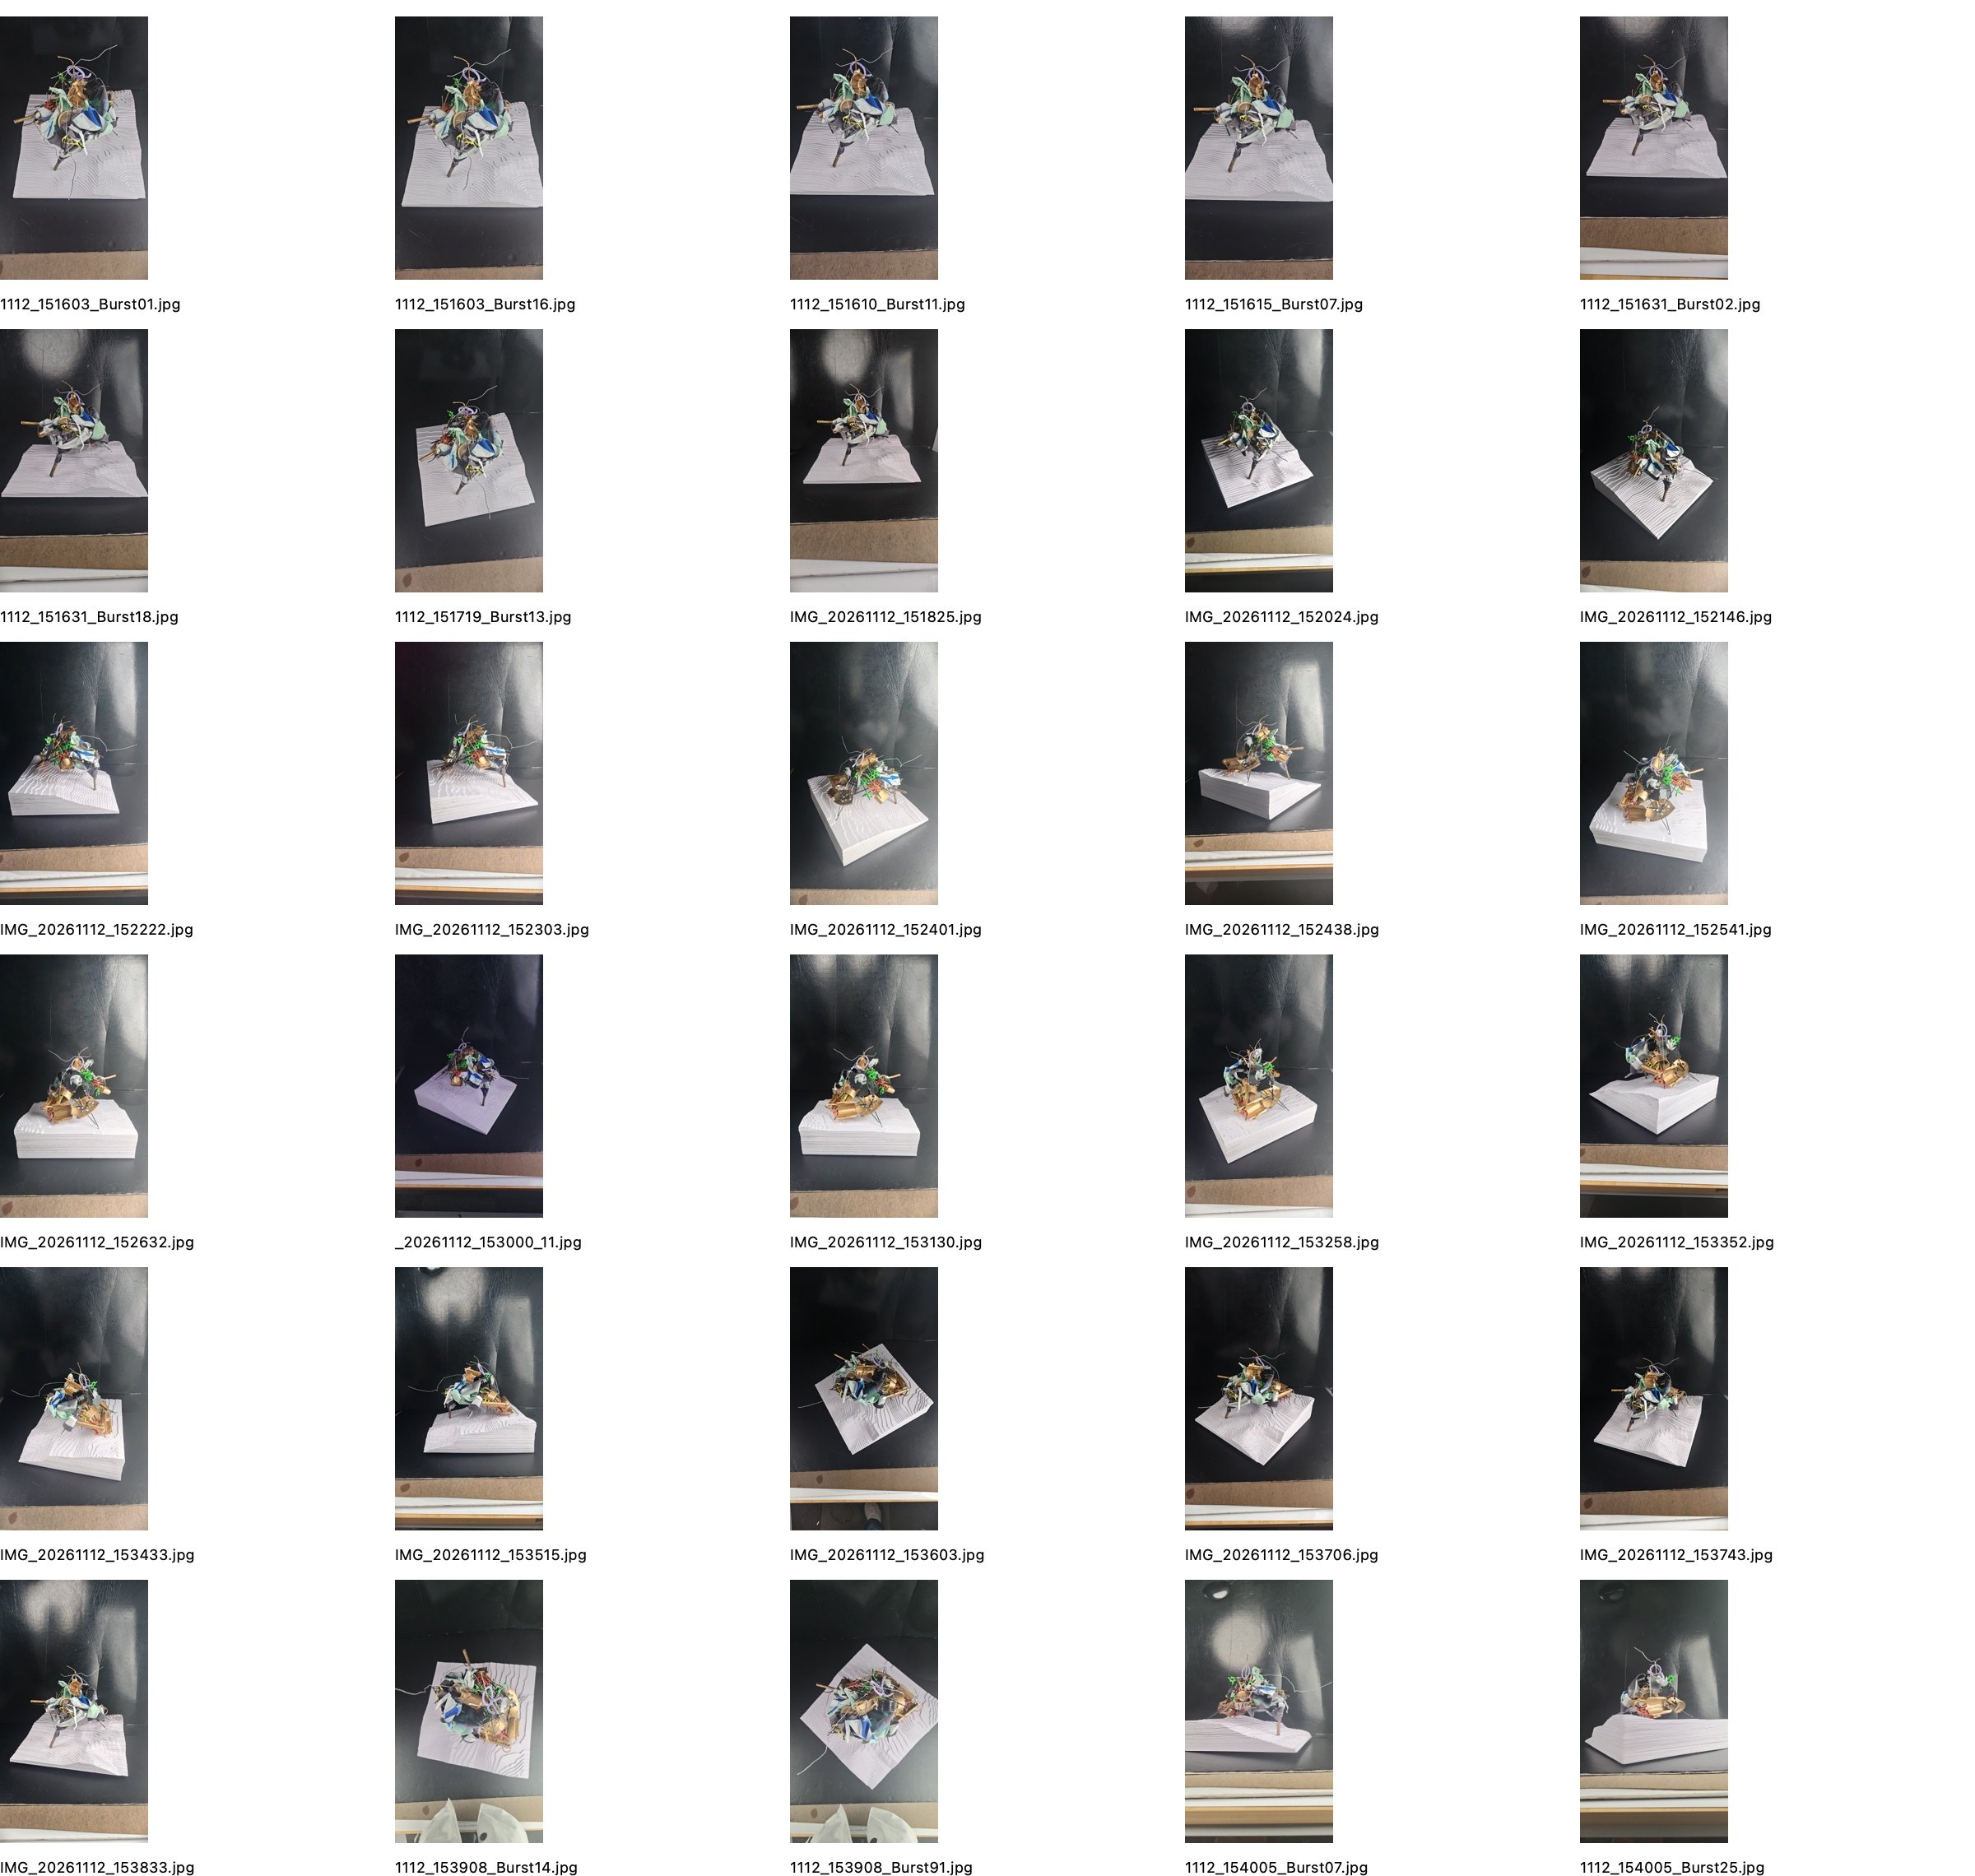 1112_151603_Burst01.jpg
1112_151603_Burst16.jpg
1112_151610_Burst11.jpg
1112_151615_Burst07.jpg
1112_151631_Burst02.jpg
1112_151631_Burst18.jpg
1112_151719_Burst13.jpg
IMG_20261112_151825.jpg
IMG_20261112_152024.jpg
IMG_20261112_152146.jpg
IMG_20261112_152222.jpg
IMG_20261112_152303.jpg
IMG_20261112_152401.jpg
IMG_20261112_152438.jpg
IMG_20261112_152541.jpg
IMG_20261112_152632.jpg
_20261112_153000_11.jpg
IMG_20261112_153130.jpg
IMG_20261112_153258.jpg
IMG_20261112_153352.jpg
IMG_20261112_153433.jpg
IMG_20261112_153515.jpg
IMG_20261112_153603.jpg
IMG_20261112_153706.jpg
IMG_20261112_153743.jpg
IMG_20261112_153833.jpg
1112_153908_Burst14.jpg
1112_153908_Burst91.jpg
1112_154005_Burst07.jpg
1112_154005_Burst25.jpg